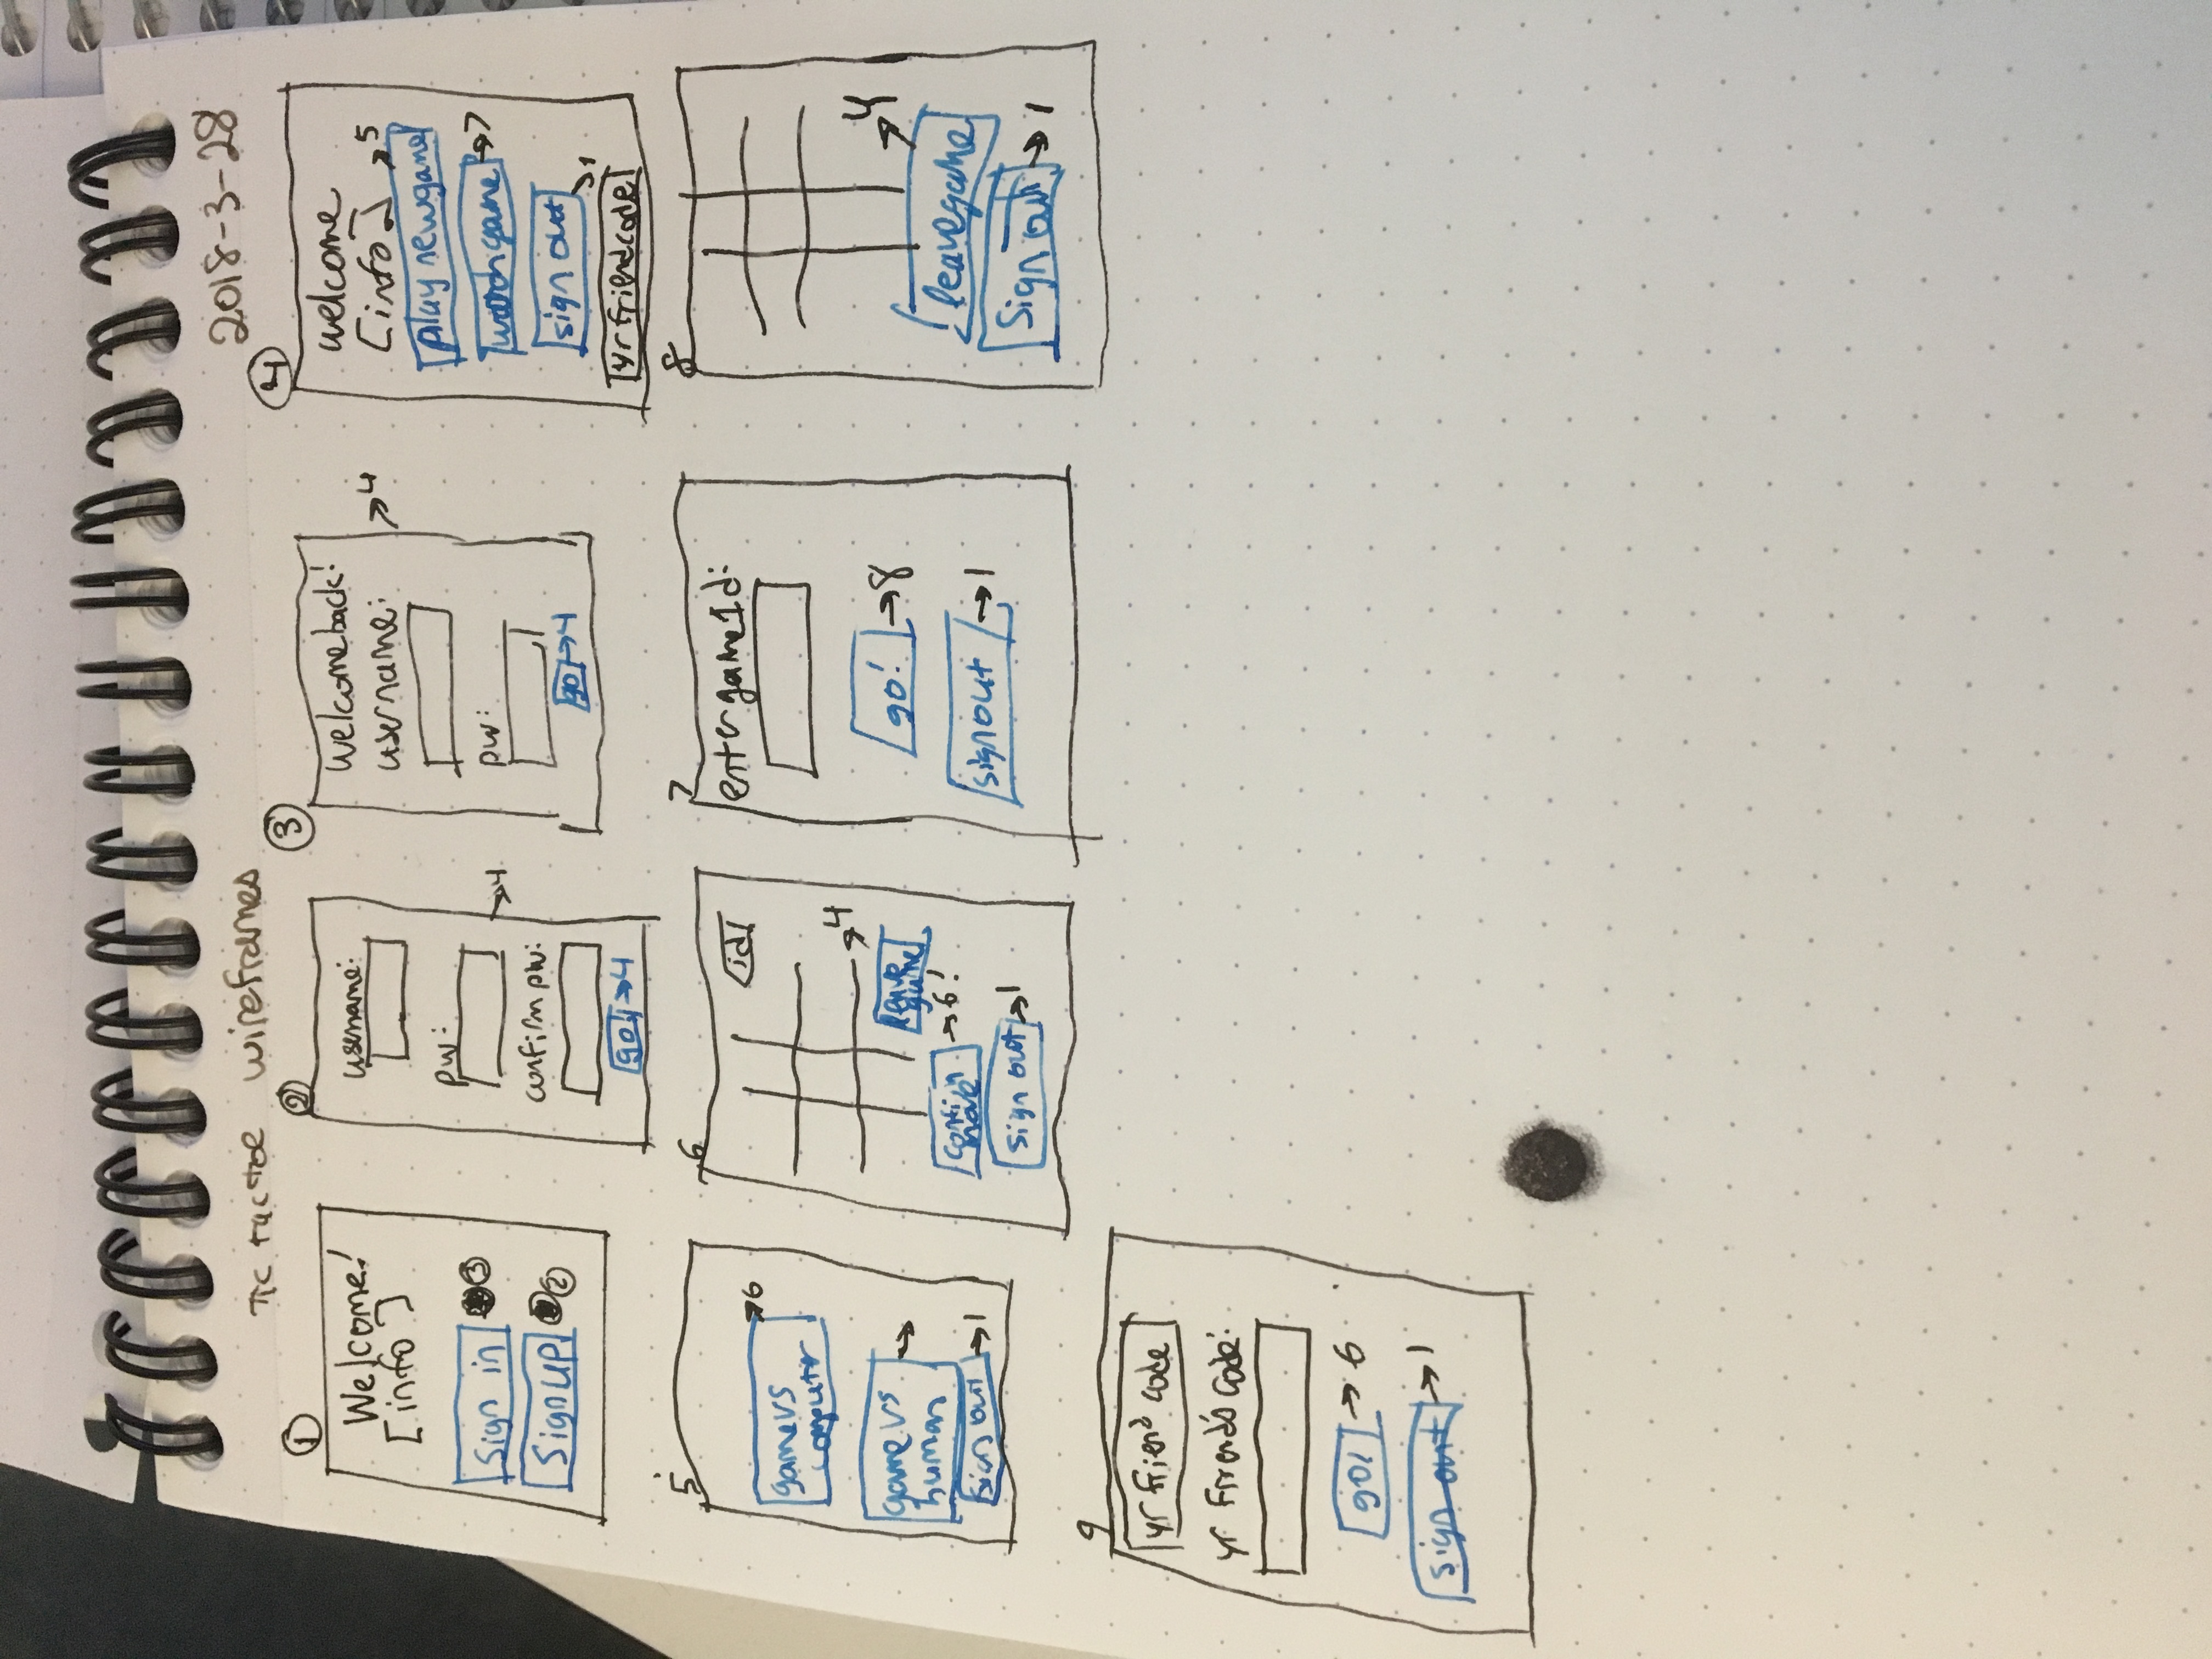 Tic tac toe wireframes
2018-3-28
1
Welcome!
[info]
Sign in 3
Sign up 2
2
username:
pw:
→4
confirm pw:
go! →4
3
Welcome back!
→4
username:
pw:
go →4
4
welcome
[info] →5
play new game
watch game →7
sign out
→1
yr friend code
5
→6
game vs
computer
game vs
human →
sign out →1
6
id
→4
leave
game
confirm
move →6!
sign out →1
7
enter game Id:
go! →8
sign out →1
8
→4
leave game
Sign out →1
9
yr friend code
yr friend's code:
go! →6
sign out →1